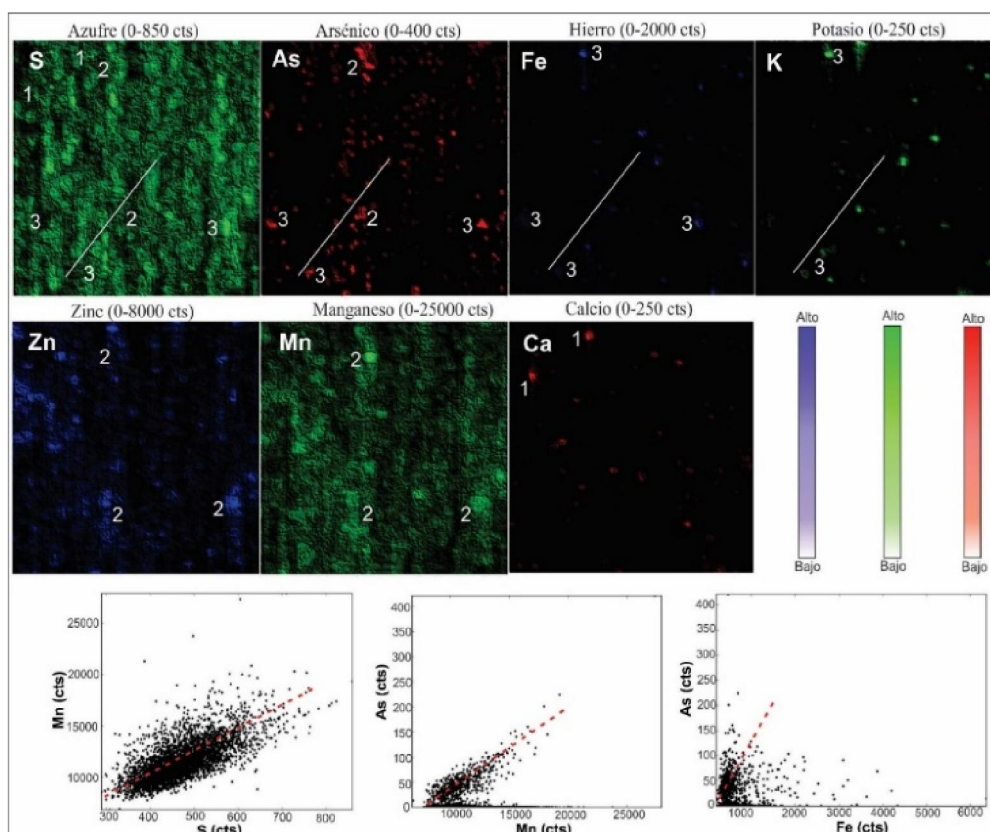 Azufre (0-850 cts) Arsénico (0-400 cts) Hierro (0-2000 cts) Potasio (0-250 cts)
S 1 2 1 3 2 3 3
As 2 3 2 3 3
Fe 3 3 3 3
K 3 3
Zinc (0-8000 cts) Manganeso (0-25000 cts) Calcio (0-250 cts)
Zn 2 2 2
Mn 2 2 2
Ca 1 1
Alto Alto Alto
Bajo Bajo Bajo
Mn (cts)
25000
20000
15000
10000
300 400 500 600 700 800
S (cts)
As (cts)
400
350
300
250
200
150
100
50
0
10000 15000 20000 25000
Mn (cts)
As (cts)
400
350
300
250
200
150
100
50
0
1000 2000 3000 4000 5000 6000
Fe (cts)